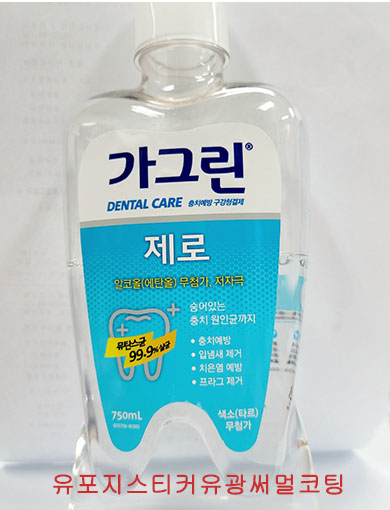 가그린®
DENTAL CARE 충치예방 구강청결제
제로
알코올(에탄올) 무첨가, 저자극
숨어있는
충치 원인균까지
뮤탄스균
99.9% 살균
• 충치예방
• 입냄새 제거
• 치은염 예방
• 프라그 제거
750mL
색소(타르)
무첨가
유포지스티커유광써멀코팅